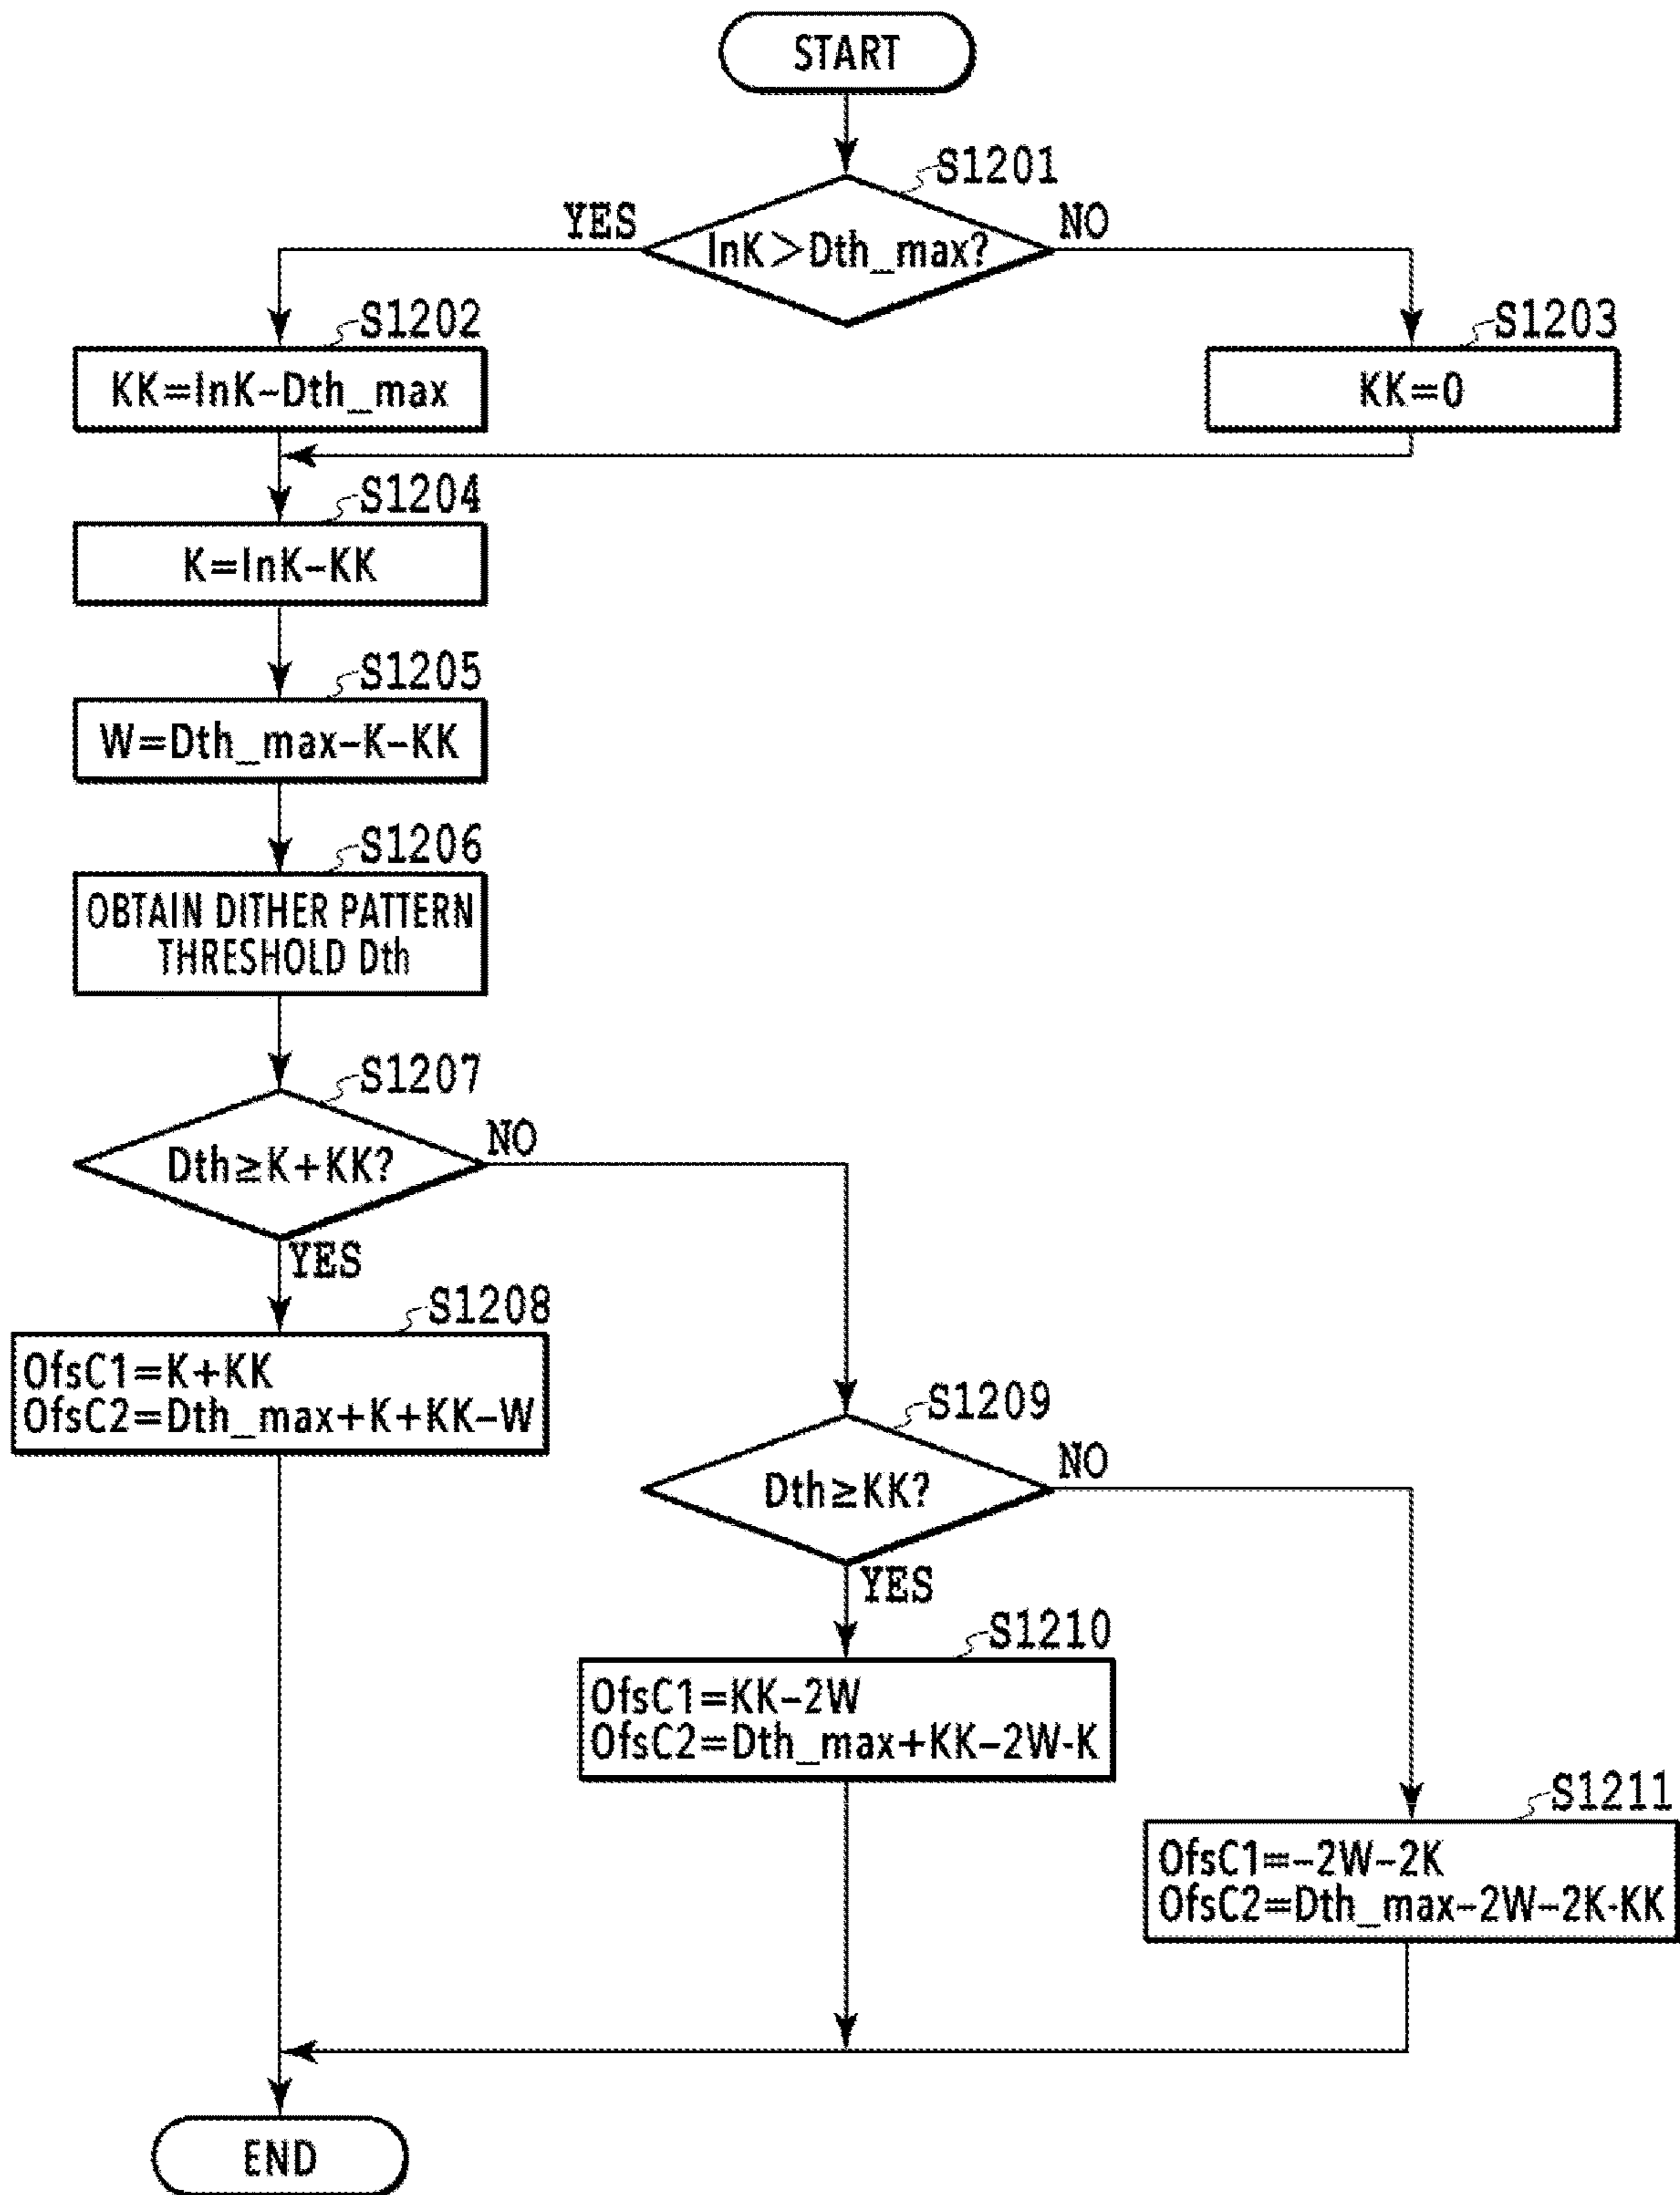 START
S1201
YES
NO
InK>Dth_max?
S1202
S1203
KK=InK-Dth_max
KK=0
S1204
K=InK-KK
S1205
W=Dth_max-K-KK
S1206
OBTAIN DITHER PATTERN
THRESHOLD Dth
S1207
NO
Dth≧K+KK?
YES
S1208
OfsC1=K+KK
OfsC2=Dth_max+K+KK-W
S1209
NO
Dth≧KK?
YES
S1210
OfsC1=KK-2W
OfsC2=Dth_max+KK-2W-K
S1211
OfsC1=-2W-2K
OfsC2=Dth_max-2W-2K-KK
END